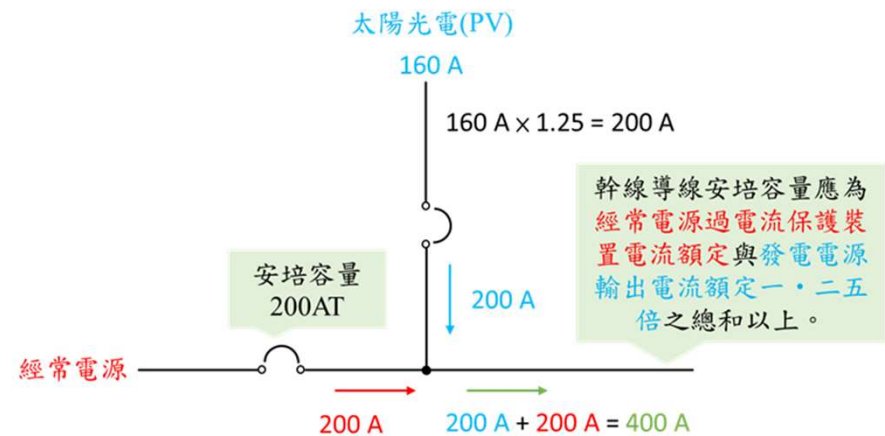 太陽光電(PV)
160 A
160 A x 1.25 = 200 A
幹線導線安培容量應為
經常電源過電流保護裝
置電流額定與發電電源
輸出電流額定一・二五
倍之總和以上。
安培容量
200AT
200 A
經常電源
200 A
200 A + 200 A = 400 A